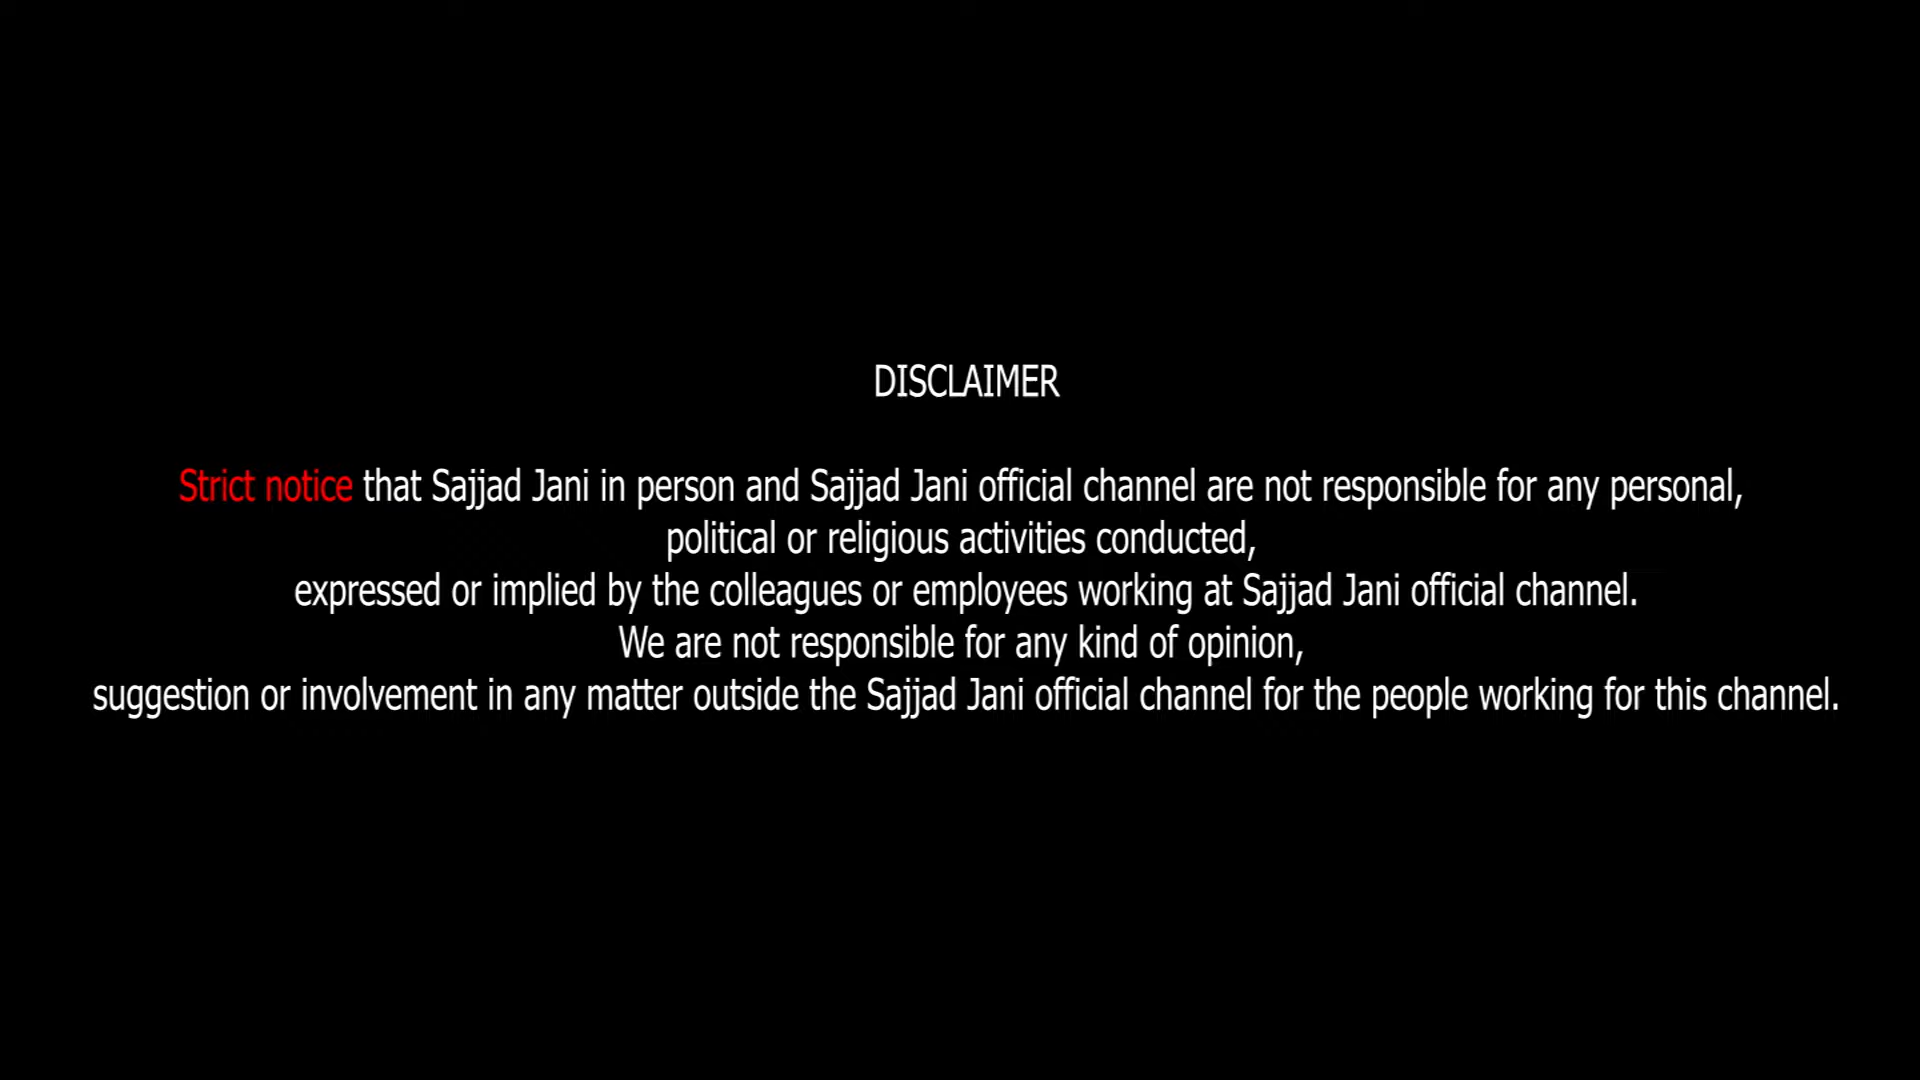 DISCLAIMER
Strict notice that Sajjad Jani in person and Sajjad Jani official channel are not responsible for any personal,
political or religious activities conducted,
expressed or implied by the colleagues or employees working at Sajjad Jani official channel.
We are not responsible for any kind of opinion,
suggestion or involvement in any matter outside the Sajjad Jani official channel for the people working for this channel.